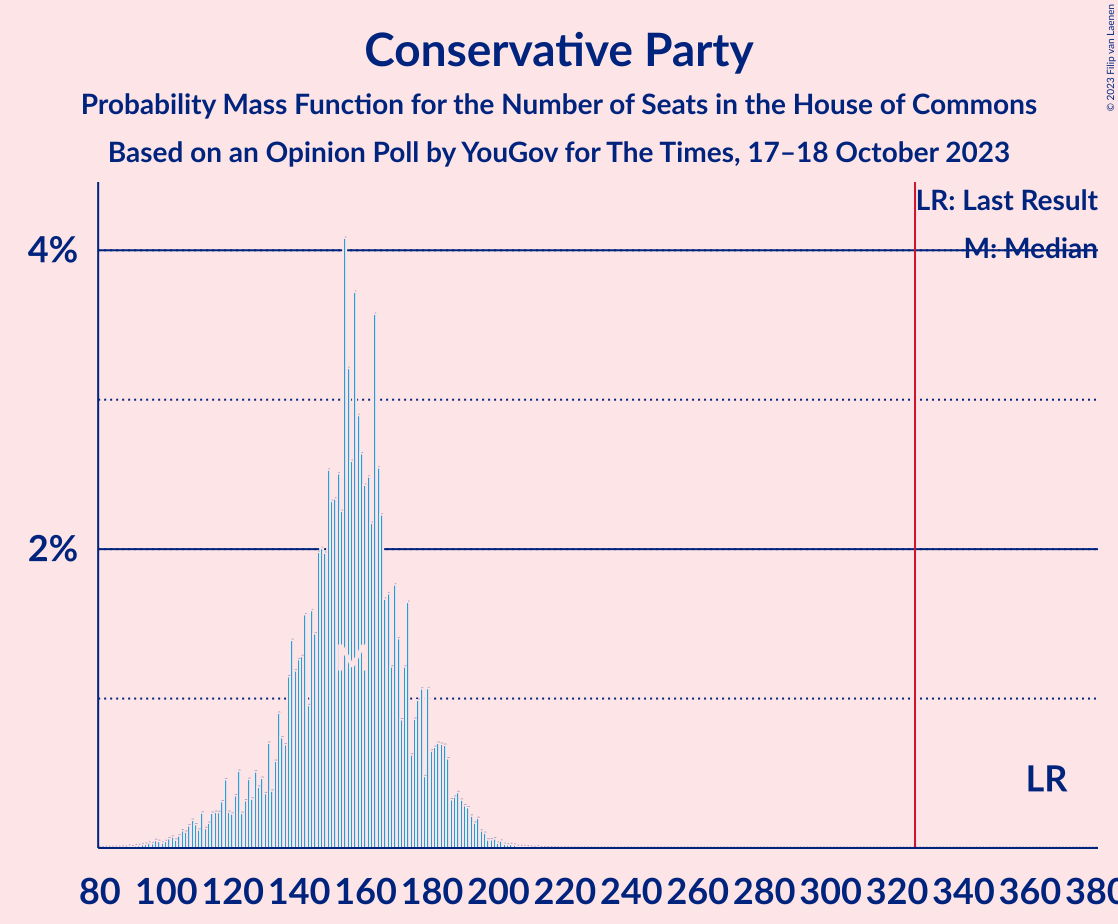 Conservative Party
Probability Mass Function for the Number of Seats in the House of Commons
Based on an Opinion Poll by YouGov for The Times, 17–18 October 2023
© 2023 Filip van Laenen
LR: Last Result
M: Median
4%
2%
M
LR
80 100 120 140 160 180 200 220 240 260 280 300 320 340 360 380